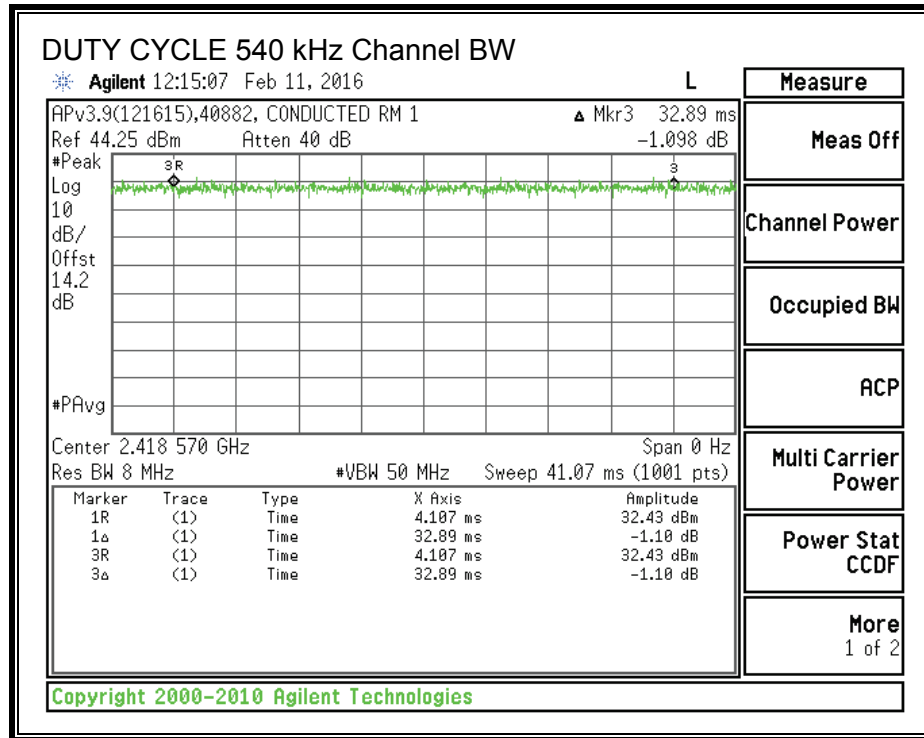 DUTY CYCLE 540 kHz Channel BW
Agilent 12:15:07 Feb 11, 2016 L
Measure
APv3.9(121615),40882, CONDUCTED RM 1 ▵ Mkr3 32.89 ms
Ref 44.25 dBm Atten 40 dB -1.098 dB
#Peak
Log
10
dB/
Offst
14.2
dB
#PAvg
3R
3
Center 2.418 570 GHz Span 0 Hz
Res BW 8 MHz #VBW 50 MHz Sweep 41.07 ms (1001 pts)
Marker Trace Type X Axis Amplitude
1R (1) Time 4.107 ms 32.43 dBm
1▵ (1) Time 32.89 ms -1.10 dB
3R (1) Time 4.107 ms 32.43 dBm
3▵ (1) Time 32.89 ms -1.10 dB
Meas Off
Channel Power
Occupied BW
ACP
Multi Carrier
Power
Power Stat
CCDF
More
1 of 2
Copyright 2000-2010 Agilent Technologies